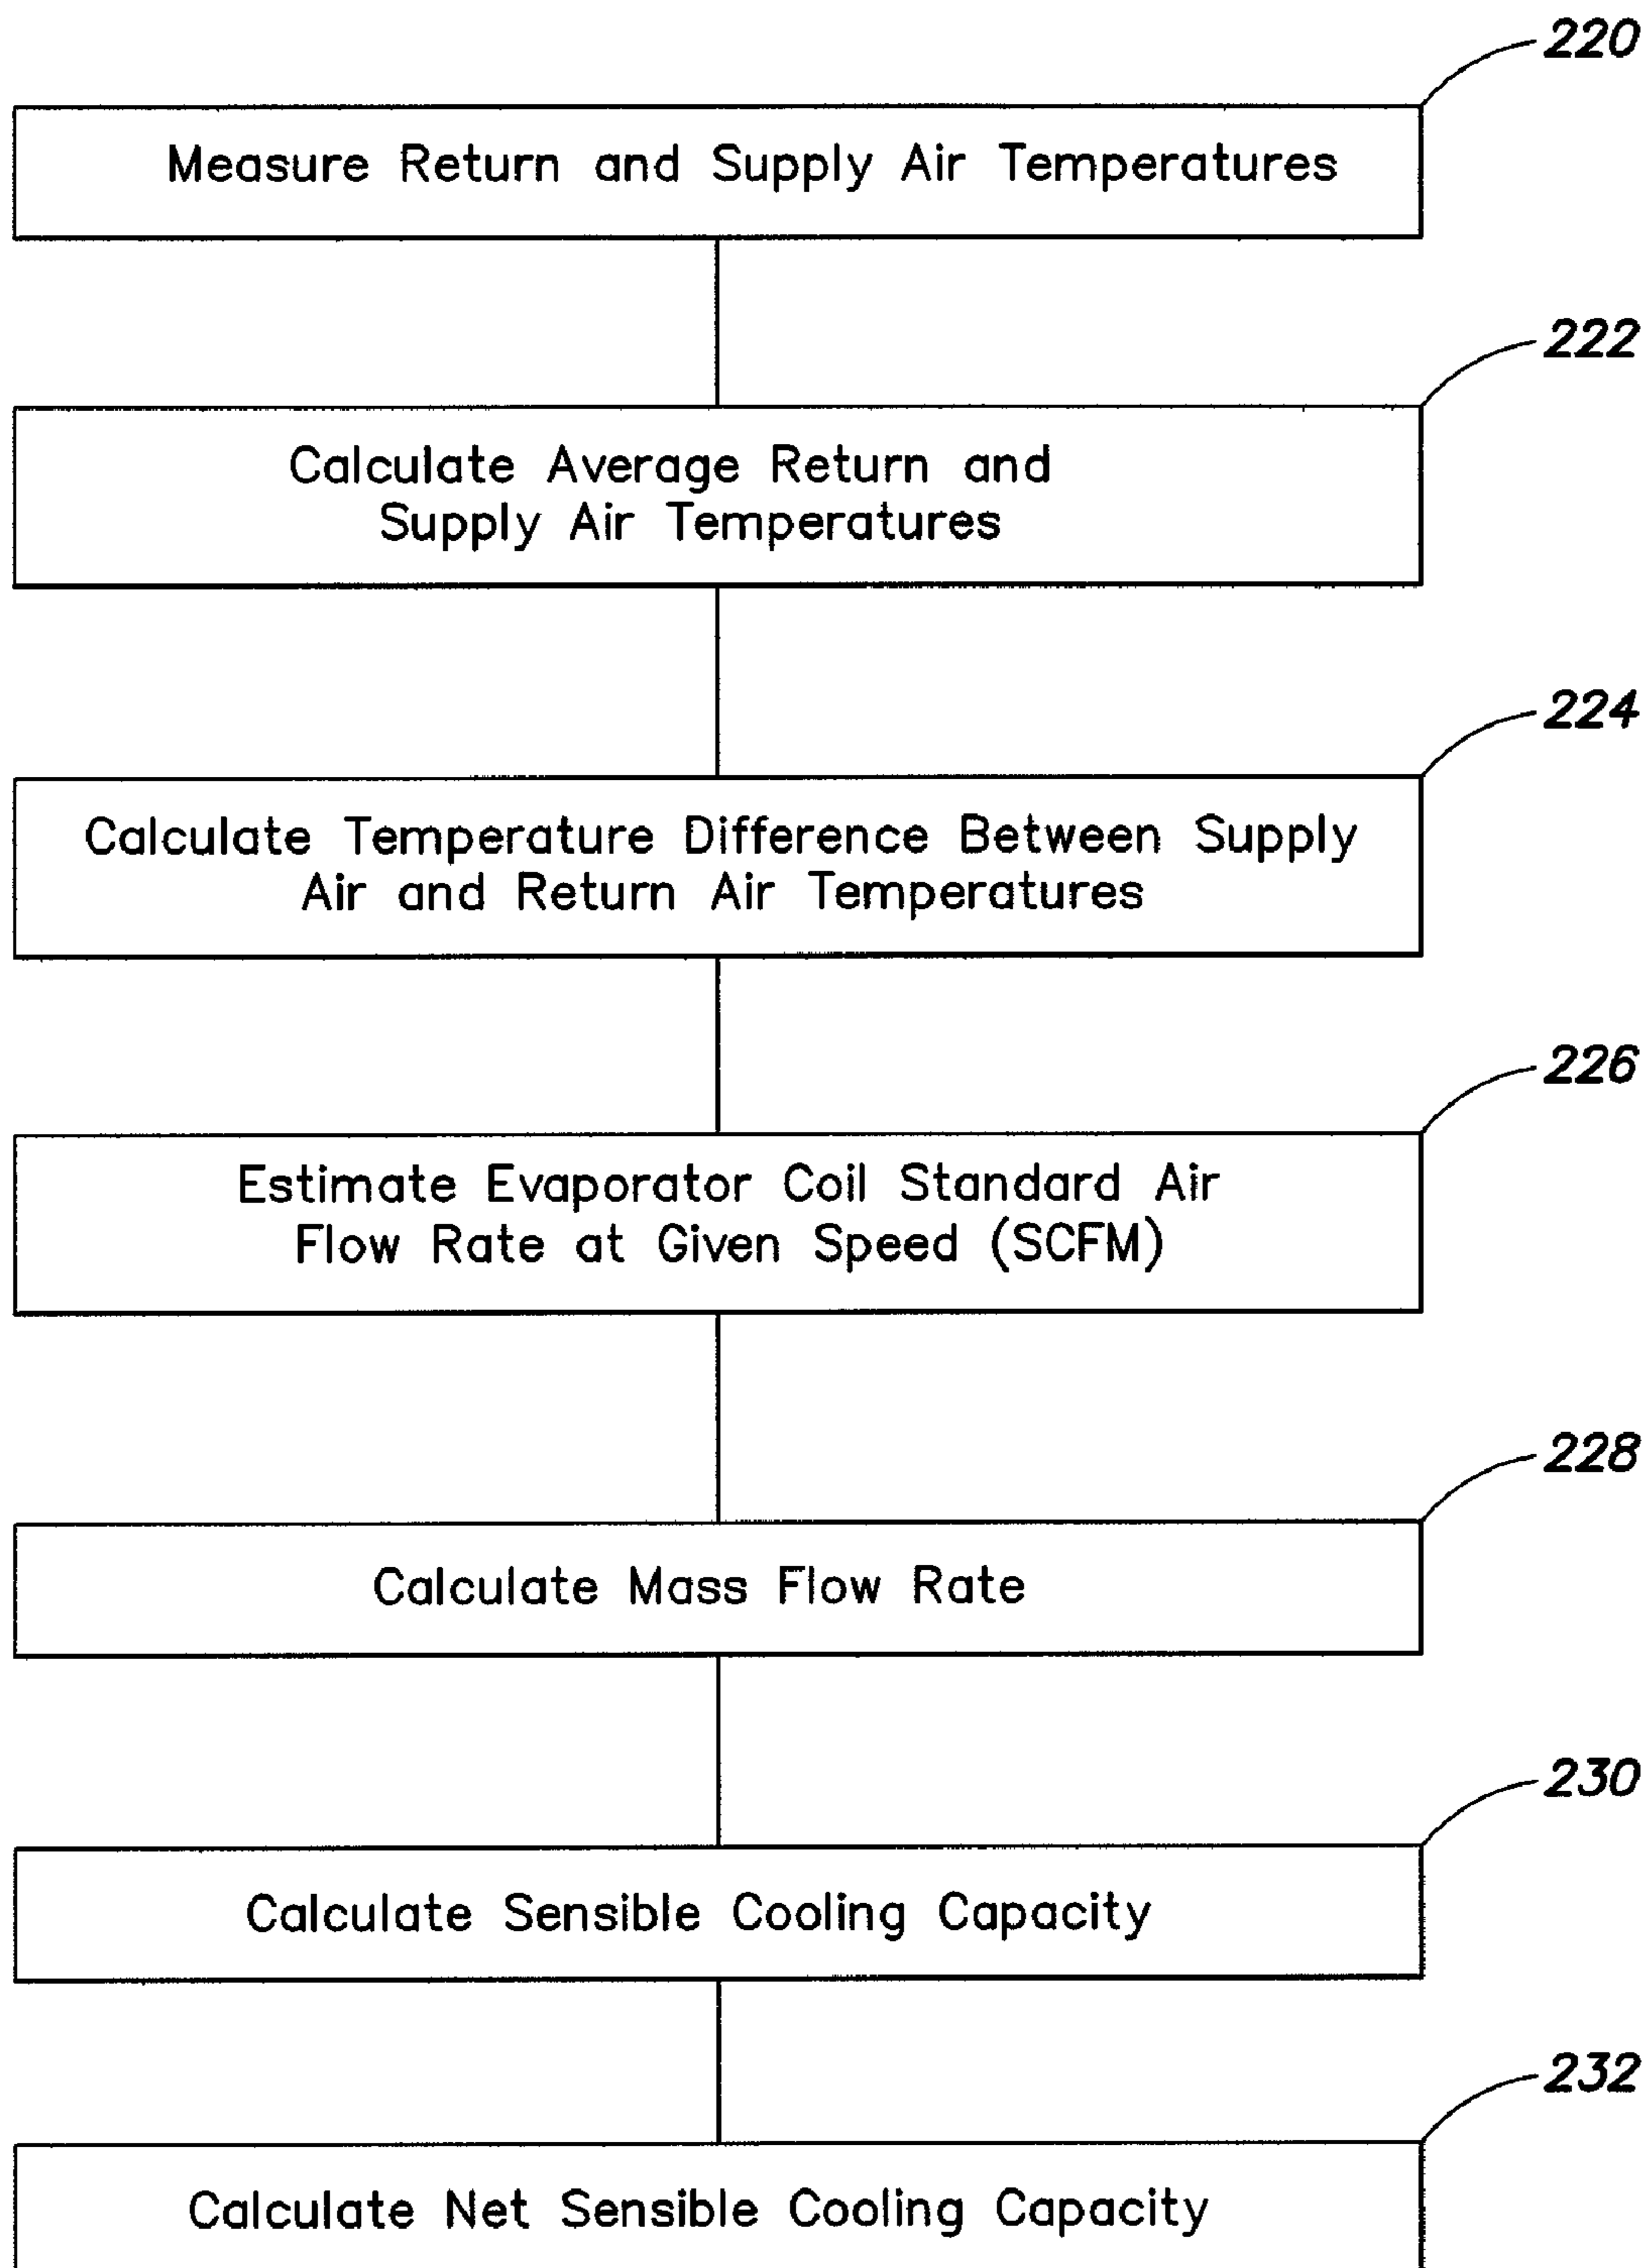 220
Measure Return and Supply Air Temperatures
222
Calculate Average Return and
Supply Air Temperatures
224
Calculate Temperature Difference Between Supply
Air and Return Air Temperatures
226
Estimate Evaporator Coil Standard Air
Flow Rate at Given Speed (SCFM)
228
Calculate Mass Flow Rate
230
Calculate Sensible Cooling Capacity
232
Calculate Net Sensible Cooling Capacity